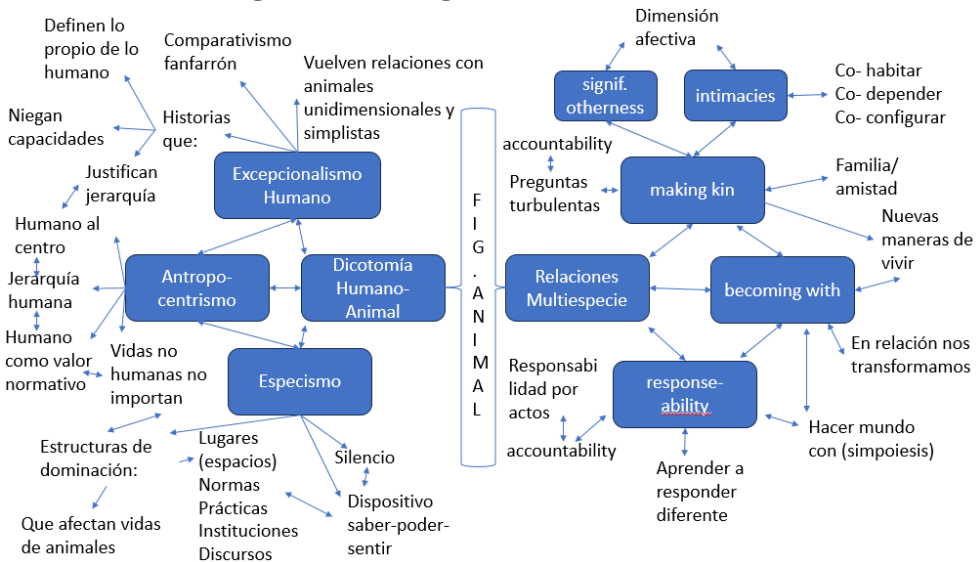 Definen lo
propio de lo
humano
Comparativismo
fanfarrón
Vuelven relaciones con
animales
unidimensionales y
simplistas
Niegan
capacidades
Historias
que:
Justifican
jerarquía
Excepcionalismo
Humano
Humano al
centro
Jerarquía
humana
Humano
como valor
normativo
Antropo-
centrismo
Dicotomía
Humano-
Animal
Vidas no
humanas no
importan
Especismo
Estructuras de
dominación:
Que afectan vidas
de animales
Lugares
(espacios)
Normas
Prácticas
Instituciones
Discursos
Silencio
Dispositivo
saber-poder-
sentir
F
I
G
.
A
N
I
M
A
L
Dimensión
afectiva
signif.
otherness
intimacies
Co- habitar
Co- depender
Co- configurar
accountability
Preguntas
turbulentas
making kin
Familia/
amistad
Nuevas
maneras de
vivir
Relaciones
Multiespecie
becoming with
En relación nos
transformamos
Responsabi
lidad por
actos
accountability
response-
ability
Hacer mundo
con (simpoiesis)
Aprender a
responder
diferente